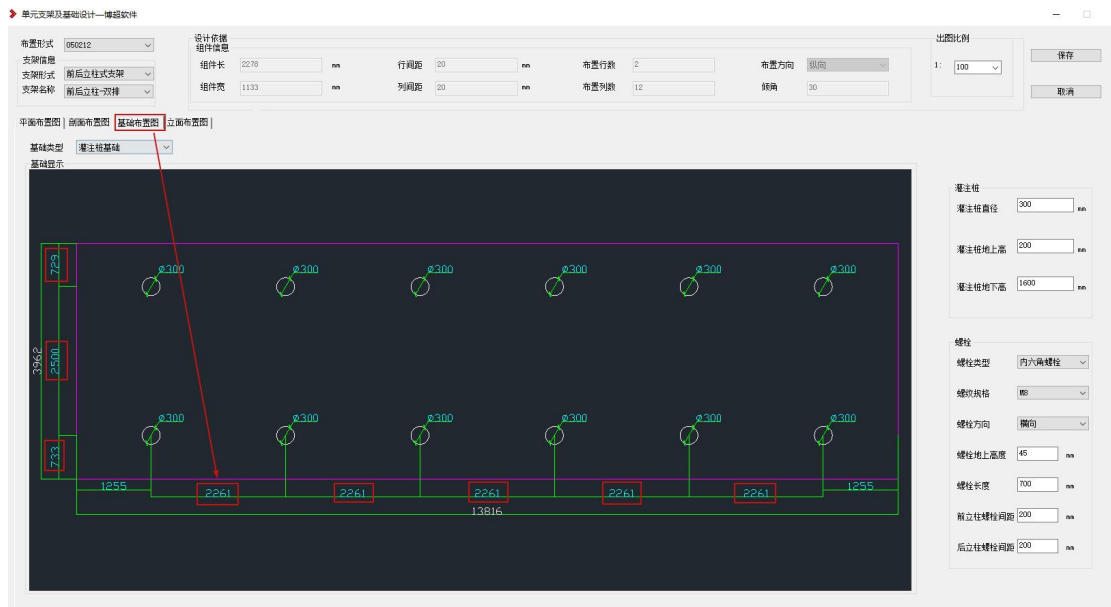 单元支架及基础设计—博超软件
布置形式 050212
支架信息
支架形式 前后立柱式支架
支架名称 前后立柱-双排
设计依据
组件信息
组件长 2278 mm 行间距 20 mm 布置行数 2 布置方向 纵向
组件宽 1133 mm 列间距 20 mm 布置列数 12 倾角 30
出图比例
1: 100
保存
取消
平面布置图 剖面布置图 基础布置图 立面布置图
基础类型 灌注桩基础
基础显示
ø300 ø300 ø300 ø300 ø300 ø300
729
2500
3962
733
ø300 ø300 ø300 ø300 ø300 ø300
1255 2261 2261 2261 2261 2261 1255
13816
灌注桩
灌注桩直径 300 mm
灌注桩地上高 200 mm
灌注桩地下高 1600 mm
螺栓
螺栓类型 内六角螺栓
螺纹规格 M8
螺栓方向 横向
螺栓地上高度 45 mm
螺栓长度 700 mm
前立柱螺栓间距 200 mm
后立柱螺栓间距 200 mm